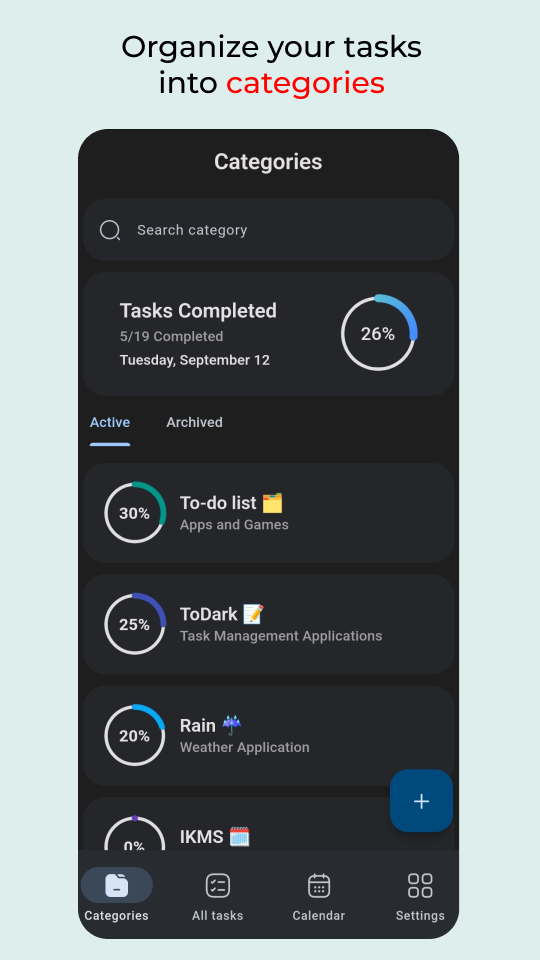 Organize your tasks
into categories
Categories
Search category
Tasks Completed
5/19 Completed
Tuesday, September 12
26%
Active Archived
30%
To-do list 🗂️
Apps and Games
25%
ToDark 📝
Task Management Applications
20%
Rain ☔
Weather Application
0%
IKMS 🗓️
+
Categories All tasks Calendar Settings